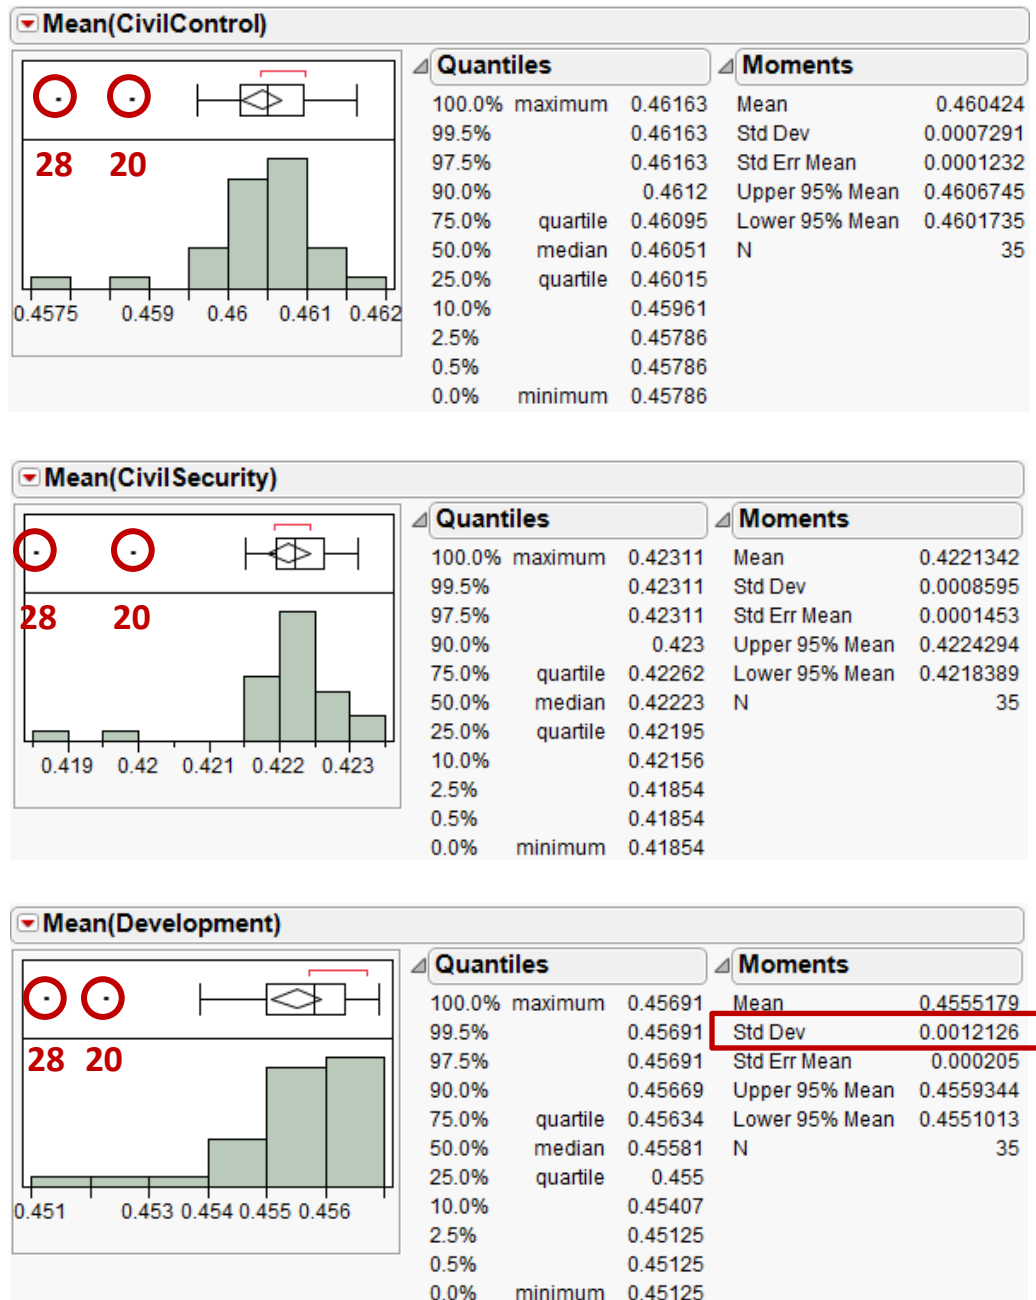 Mean(CivilControl)
28 20
0.4575 0.459 0.46 0.461 0.462
Quantiles
100.0% maximum 0.46163
99.5% 0.46163
97.5% 0.46163
90.0% 0.4612
75.0% quartile 0.46095
50.0% median 0.46051
25.0% quartile 0.46015
10.0% 0.45961
2.5% 0.45786
0.5% 0.45786
0.0% minimum 0.45786
Moments
Mean 0.460424
Std Dev 0.0007291
Std Err Mean 0.0001232
Upper 95% Mean 0.4606745
Lower 95% Mean 0.4601735
N 35
Mean(CivilSecurity)
28 20
0.419 0.42 0.421 0.422 0.423
Quantiles
100.0% maximum 0.42311
99.5% 0.42311
97.5% 0.42311
90.0% 0.423
75.0% quartile 0.42262
50.0% median 0.42223
25.0% quartile 0.42195
10.0% 0.42156
2.5% 0.41854
0.5% 0.41854
0.0% minimum 0.41854
Moments
Mean 0.4221342
Std Dev 0.0008595
Std Err Mean 0.0001453
Upper 95% Mean 0.4224294
Lower 95% Mean 0.4218389
N 35
Mean(Development)
28 20
0.451 0.453 0.454 0.455 0.456
Quantiles
100.0% maximum 0.45691
99.5% 0.45691
97.5% 0.45691
90.0% 0.45669
75.0% quartile 0.45634
50.0% median 0.45581
25.0% quartile 0.455
10.0% 0.45407
2.5% 0.45125
0.5% 0.45125
0.0% minimum 0.45125
Moments
Mean 0.4555179
Std Dev 0.0012126
Std Err Mean 0.000205
Upper 95% Mean 0.4559344
Lower 95% Mean 0.4551013
N 35